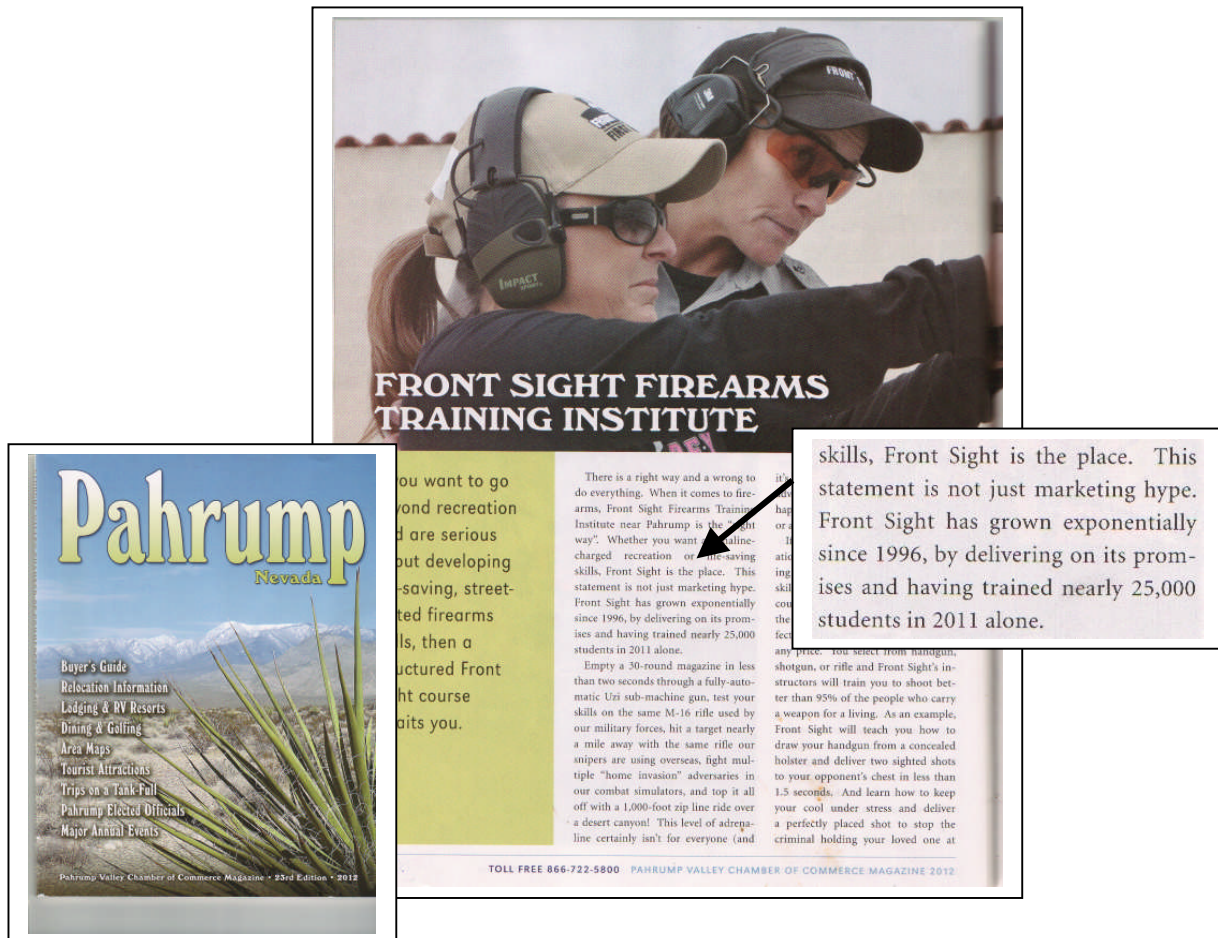 FRONT SIGHT FIREARMS
TRAINING INSTITUTE
Pahrump
Nevada
Buyer's Guide
Relocation Information
Lodging & RV Resorts
Dining & Golfing
Area Maps
Tourist Attractions
Trips on a Tank-Full
Pahrump Elected Officials
Major Annual Events
Pahrump Valley Chamber of Commerce Magazine • 23rd Edition • 2012
you want to go
recreation
are serious
developing
-saving, street-
firearms
then a
Front
course
you.
There is a right way and a wrong to
do everything. When it comes to fire-
arms, Front Sight Firearms Training
Institute near Pahrump is the "right
way". Whether you want
charged recreation or life-saving
skills, Front Sight is the place. This
statement is not just marketing hype.
Front Sight has grown exponentially
since 1996, by delivering on its prom-
ises and having trained nearly 25,000
students in 2011 alone.
Empty a 30-round magazine in less
than two seconds through a fully-auto-
matic Uzi sub-machine gun, test your
skills on the same M-16 rifle used by
our military forces, hit a target nearly
a mile away with the same rifle our
snipers are using overseas, fight mul-
tiple "home invasion" adversaries in
our combat simulators, and top it all
off with a 1,000-foot zip line ride over
a desert canyon! This level of adrena-
line certainly isn't for everyone (and
it's
any price. You select from handgun,
shotgun, or rifle and Front Sight's in-
structors will train you to shoot bet-
ter than 95% of the people who carry
a weapon for a living. As an example,
Front Sight will teach you how to
draw your handgun from a concealed
holster and deliver two sighted shots
to your opponent's chest in less than
1.5 seconds. And learn how to keep
your cool under stress and deliver
a perfectly placed shot to stop the
criminal holding your loved one at
skills, Front Sight is the place. This
statement is not just marketing hype.
Front Sight has grown exponentially
since 1996, by delivering on its prom-
ises and having trained nearly 25,000
students in 2011 alone.
TOLL FREE 866-722-5800 PAHRUMP VALLEY CHAMBER OF COMMERCE MAGAZINE 2012
IMPACT
SPORT
3M
FRONT